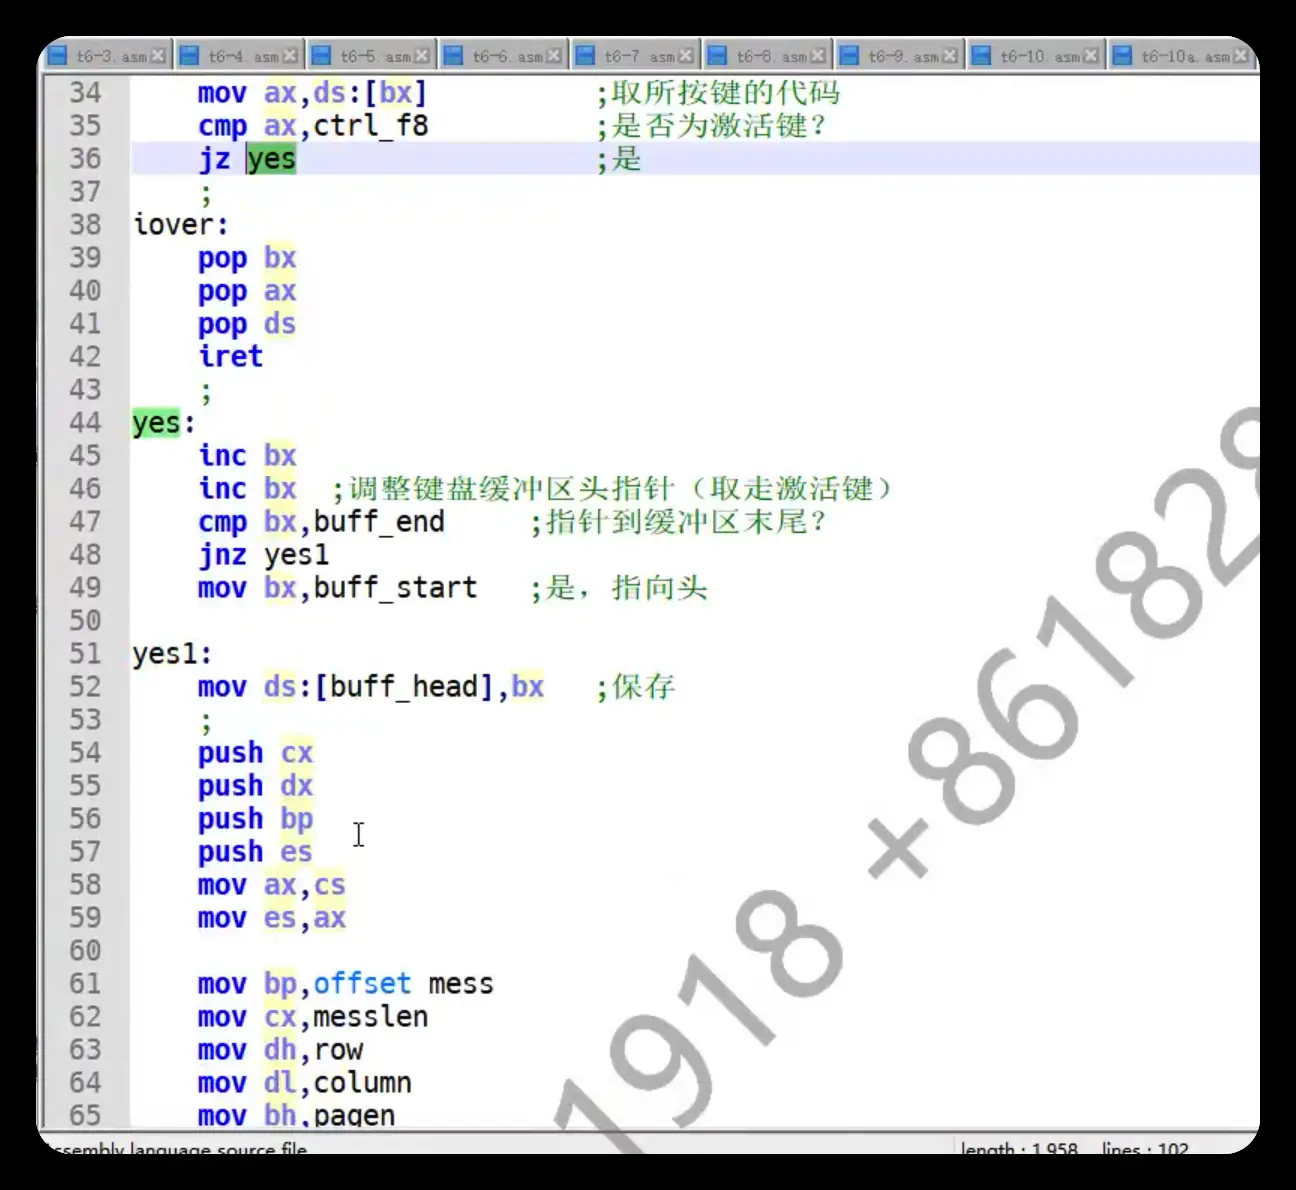 t6-3.asm t6-4.asm t6-5.asm t6-6.asm t6-7.asm t6-8.asm t6-9.asm t6-10.asm t6-10a.asm
34 mov ax,ds:[bx] ;取所按键的代码
35 cmp ax,ctrl_f8 ;是否为激活键?
36 jz yes ;是
37 ;
38 iover:
39 pop bx
40 pop ax
41 pop ds
42 iret
43 ;
44 yes:
45 inc bx
46 inc bx ;调整键盘缓冲区头指针（取走激活键）
47 cmp bx,buff_end ;指针到缓冲区末尾?
48 jnz yes1
49 mov bx,buff_start ;是，指向头
50
51 yes1:
52 mov ds:[buff_head],bx ;保存
53 ;
54 push cx
55 push dx
56 push bp
57 push es
58 mov ax,cs
59 mov es,ax
60
61 mov bp,offset mess
62 mov cx,messlen
63 mov dh,row
64 mov dl,column
65 mov bh,pagen
1918 +861828
ssembly language source file length : 1,958 lines : 102